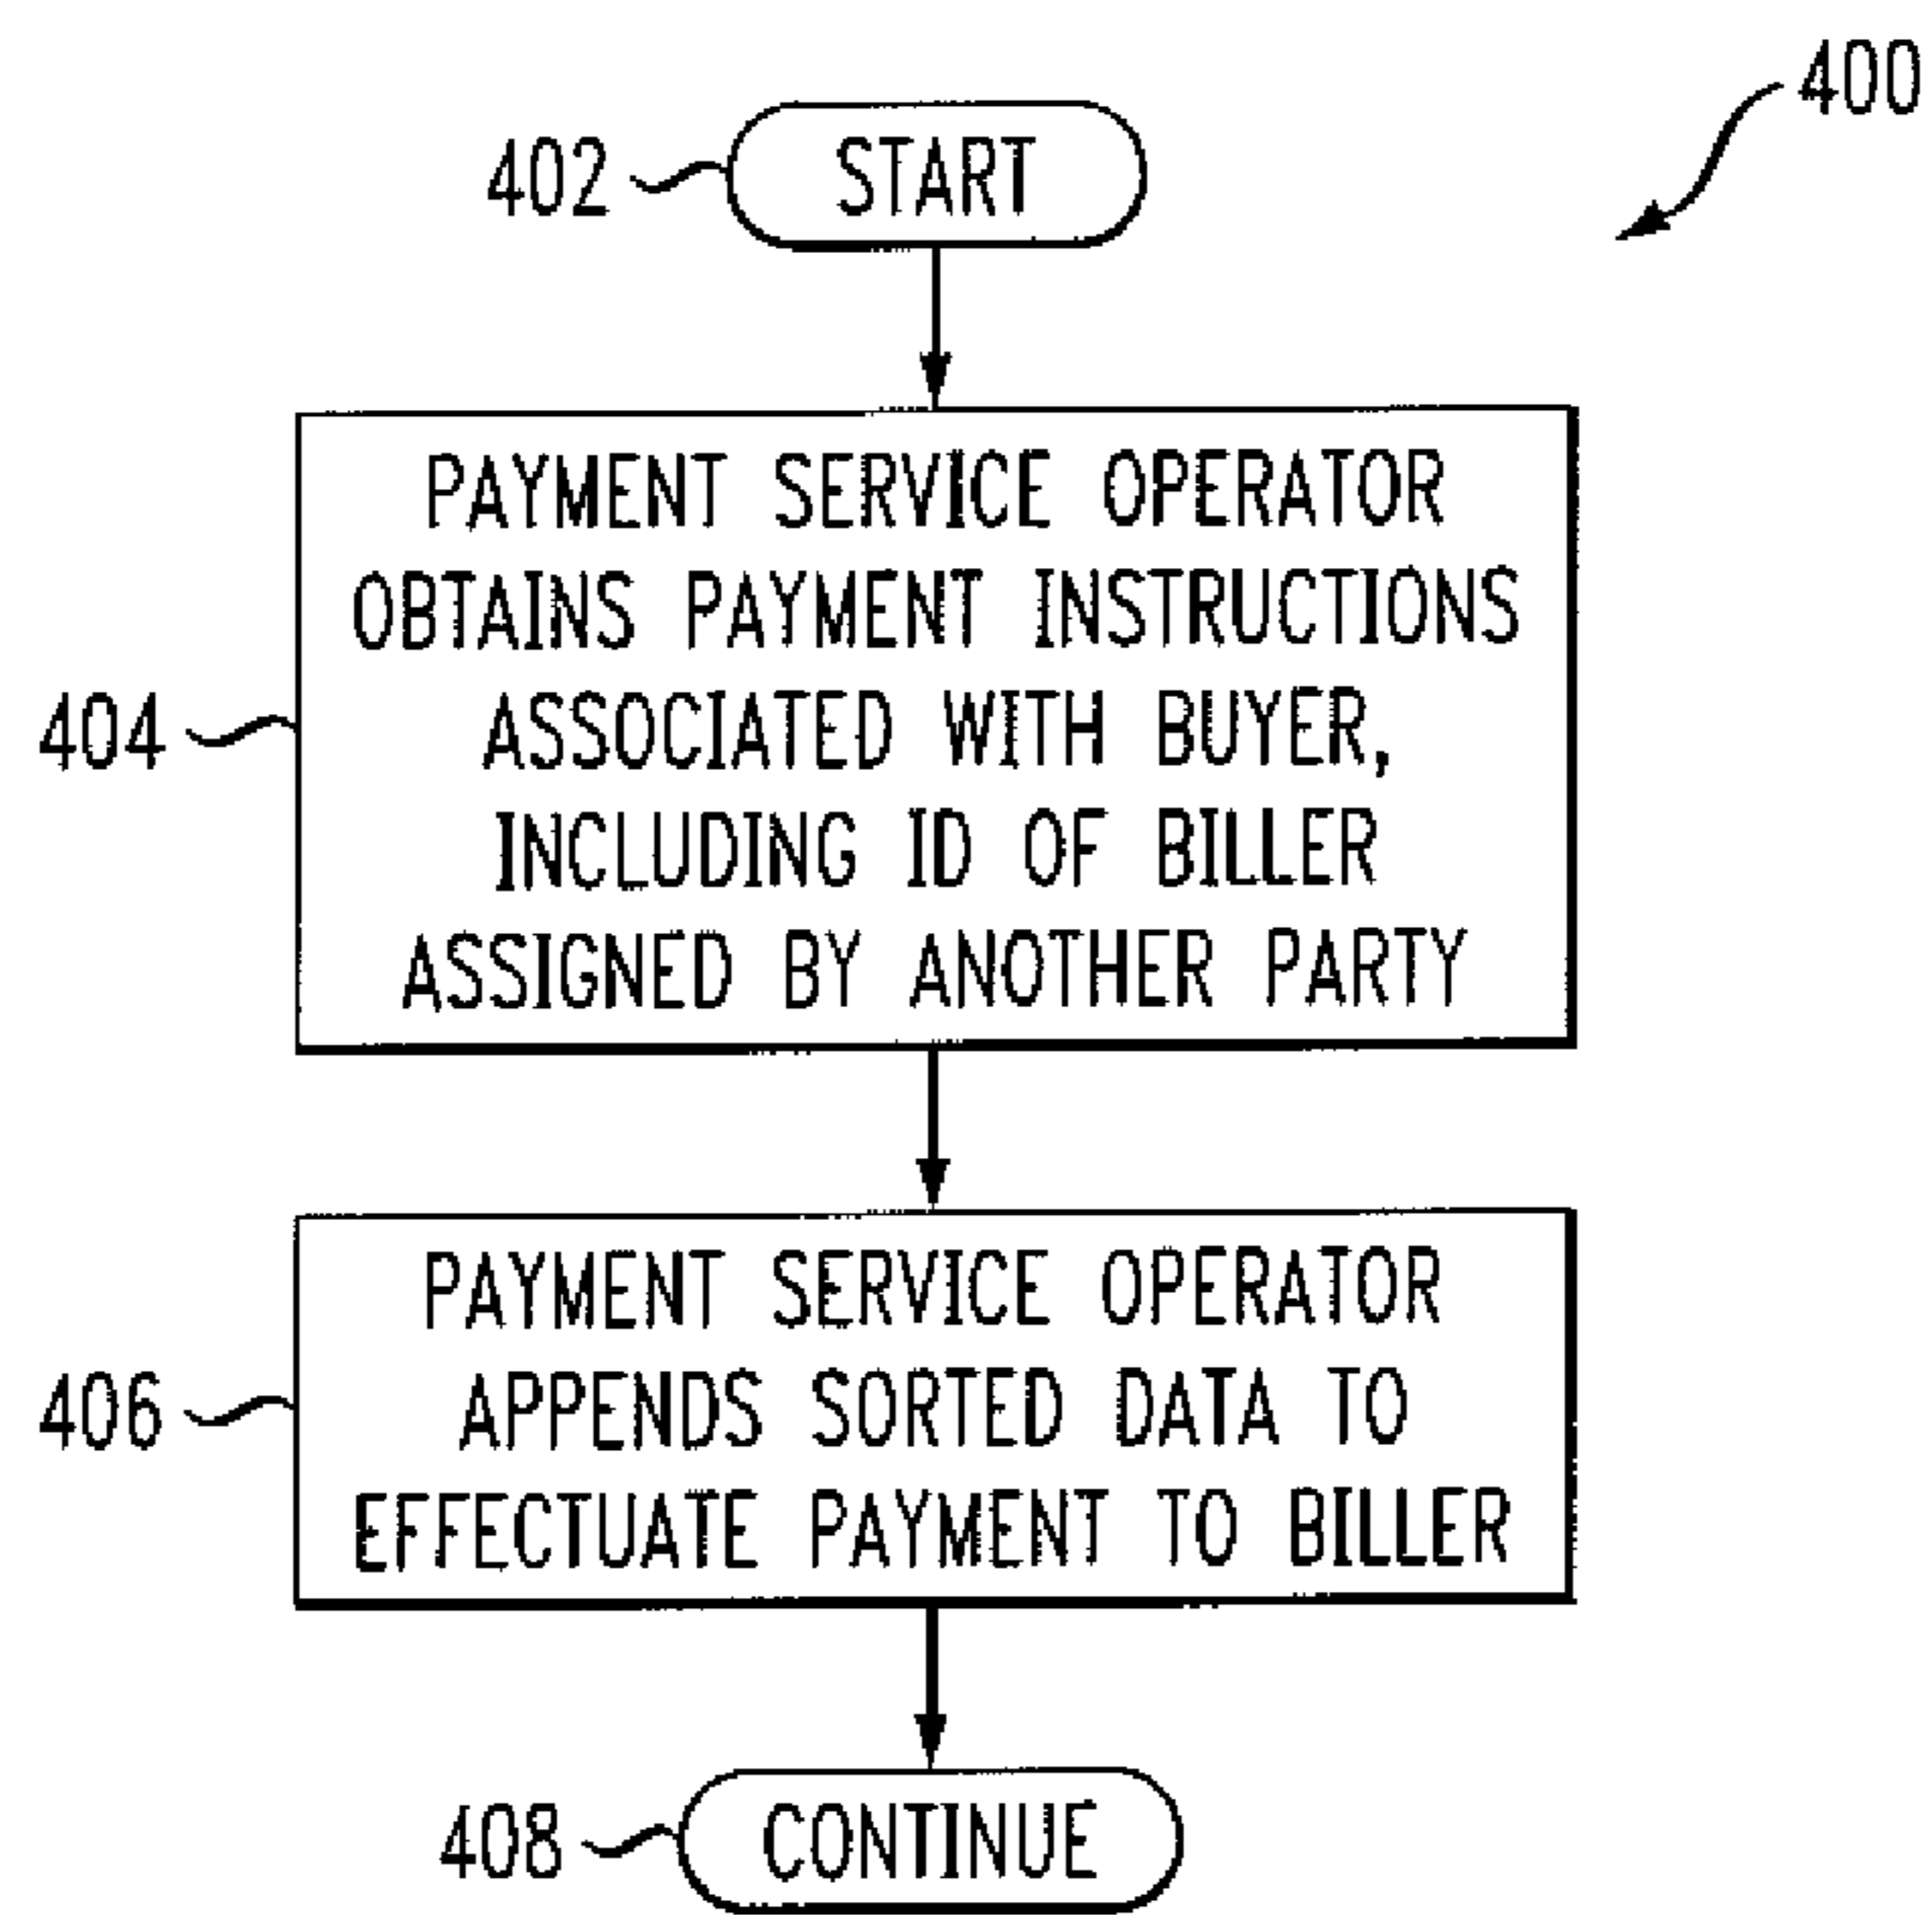 400
402 START
PAYMENT SERVICE OPERATOR
OBTAINS PAYMENT INSTRUCTIONS
404 ASSOCIATED WITH BUYER,
INCLUDING ID OF BILLER
ASSIGNED BY ANOTHER PARTY
PAYMENT SERVICE OPERATOR
406 APPENDS SORTED DATA TO
EFFECTUATE PAYMENT TO BILLER
408 CONTINUE